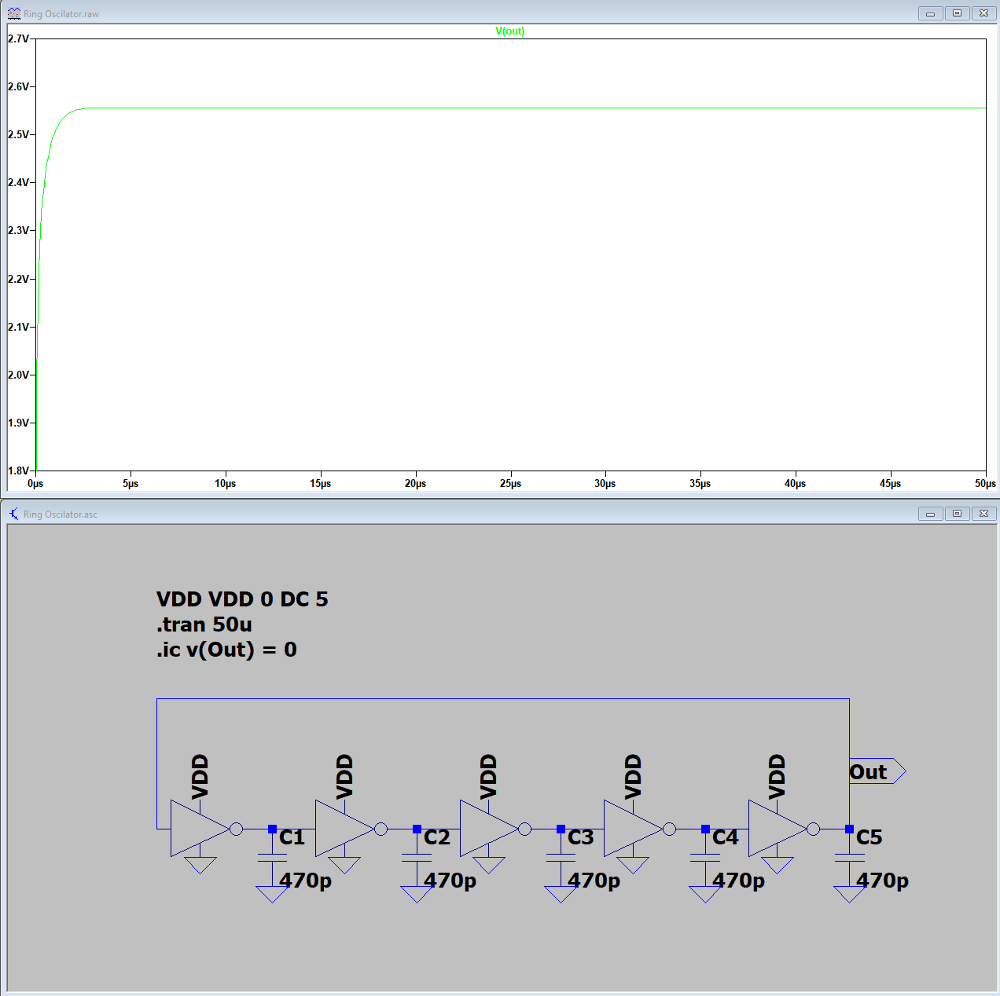 Ring Oscilator.raw
V(out)
2.7V
2.6V
2.5V
2.4V
2.3V
2.2V
2.1V
2.0V
1.9V
1.8V
0µs 5µs 10µs 15µs 20µs 25µs 30µs 35µs 40µs 45µs 50µs
Ring Oscilator.asc
VDD VDD 0 DC 5
.tran 50u
.ic v(Out) = 0
VDD VDD VDD VDD VDD
Out
C1 C2 C3 C4 C5
470p 470p 470p 470p 470p